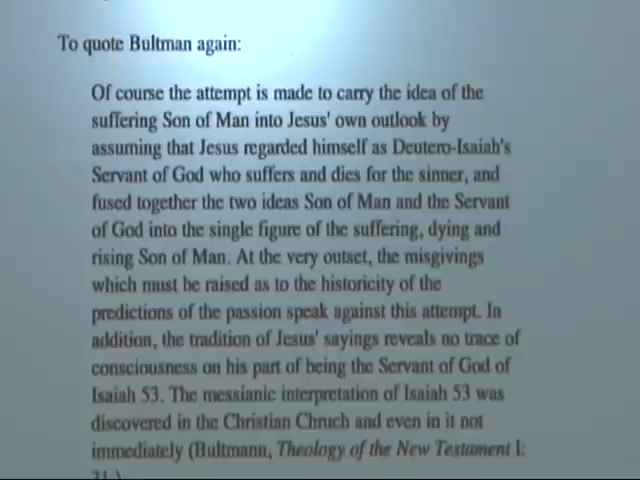 To quote Bultman again:
Of course the attempt is made to carry the idea of the
suffering Son of Man into Jesus' own outlook by
assuming that Jesus regarded himself as Deutero-Isaiah's
Servant of God who suffers and dies for the sinner, and
fused together the two ideas Son of Man and the Servant
of God into the single figure of the suffering, dying and
rising Son of Man. At the very outset, the misgivings
which must be raised as to the historicity of the
predictions of the passion speak against this attempt. In
addition, the tradition of Jesus' sayings reveals no trace of
consciousness on his part of being the Servant of God of
Isaiah 53. The messianic interpretation of Isaiah 53 was
discovered in the Christian Chruch and even in it not
immediately (Bultmann, Theology of the New Testament I: